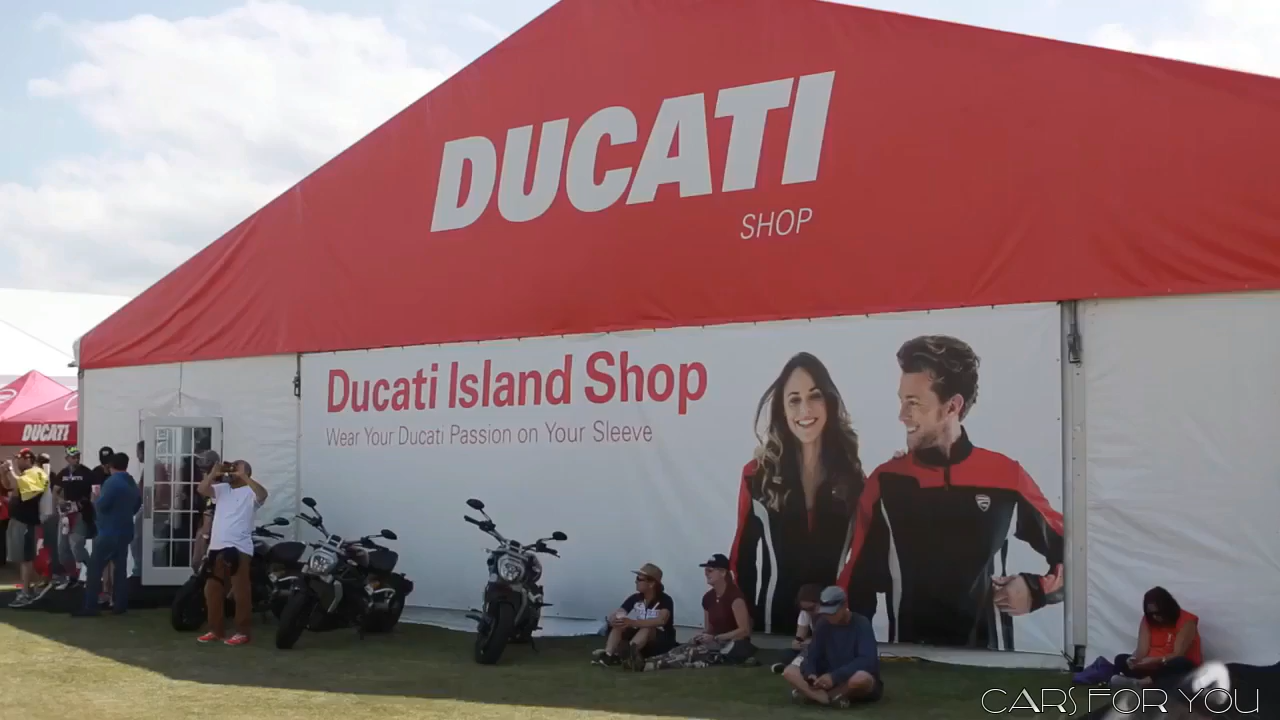 DUCATI
SHOP
Ducati Island Shop
Wear Your Ducati Passion on Your Sleeve
DUCATI
CARS FOR YOU